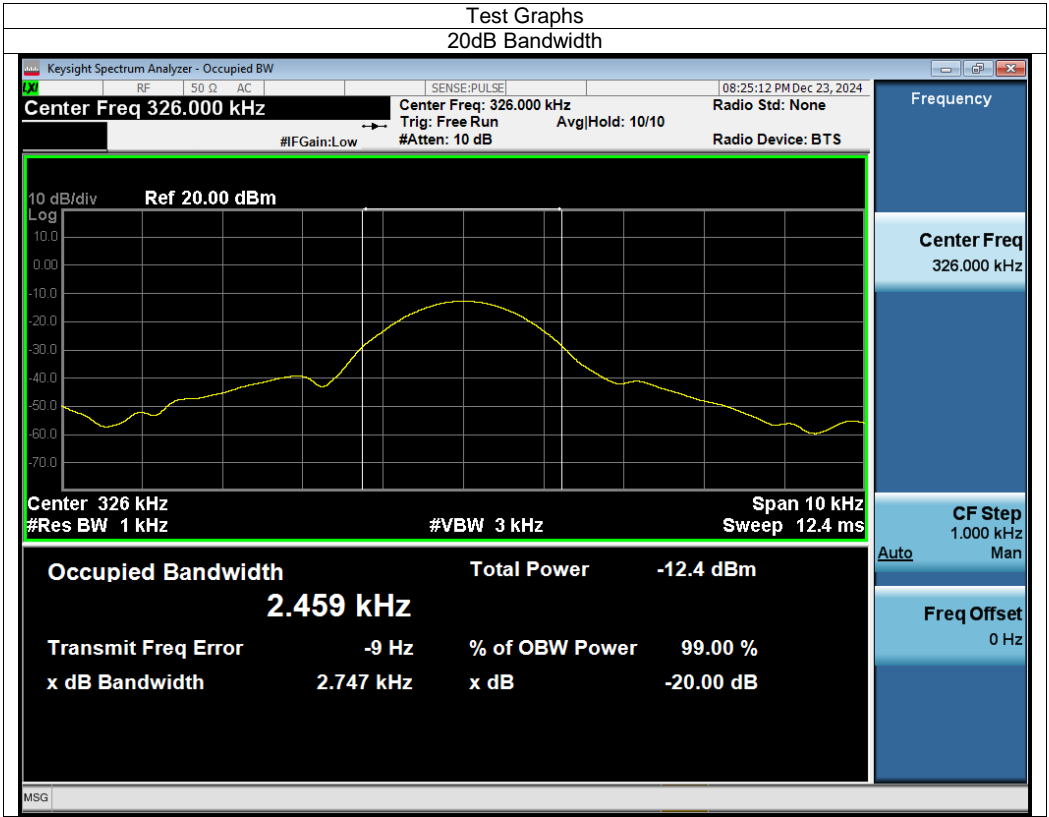 Test Graphs
20dB Bandwidth
Keysight Spectrum Analyzer - Occupied BW
LXI RF 50 Ω AC SENSE:PULSE 08:25:12 PM Dec 23, 2024
Center Freq 326.000 kHz
Center Freq: 326.000 kHz Radio Std: None
Trig: Free Run Avg|Hold: 10/10
#IFGain:Low #Atten: 10 dB Radio Device: BTS
Frequency
10 dB/div Ref 20.00 dBm
Log
10.0
0.00
-10.0
-20.0
-30.0
-40.0
-50.0
-60.0
-70.0
Center 326 kHz Span 10 kHz
#Res BW 1 kHz #VBW 3 kHz Sweep 12.4 ms
Center Freq
326.000 kHz
CF Step
1.000 kHz
Auto Man
Freq Offset
0 Hz
Occupied Bandwidth Total Power -12.4 dBm
2.459 kHz
Transmit Freq Error -9 Hz % of OBW Power 99.00 %
x dB Bandwidth 2.747 kHz x dB -20.00 dB
MSG